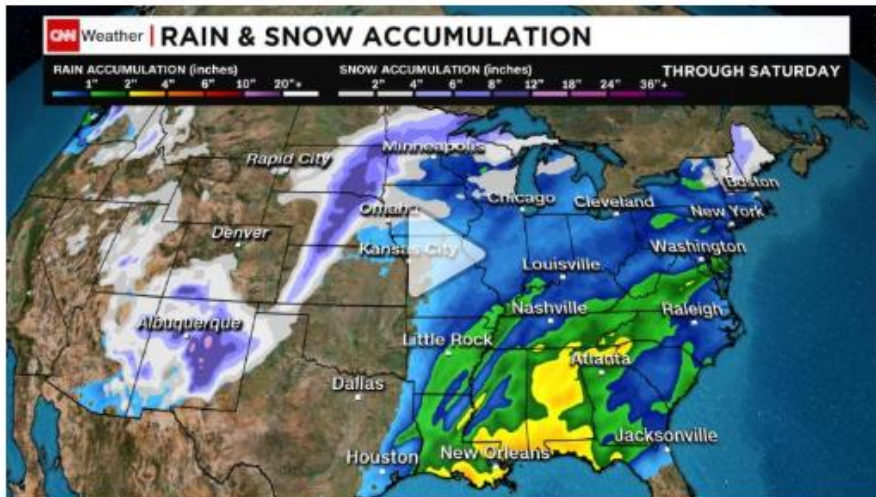 CNN Weather | RAIN & SNOW ACCUMULATION
RAIN ACCUMULATION (inches)
1" 2" 4" 6" 10" 20"+
SNOW ACCUMULATION (inches)
2" 4" 6" 8" 12" 18" 24" 36"+
THROUGH SATURDAY
Minneapolis
Rapid City
Boston
Omaha
Chicago
Cleveland
New York
Denver
Kansas City
Washington
Louisville
Albuquerque
Nashville
Raleigh
Little Rock
Atlanta
Dallas
Jacksonville
Houston
New Orleans